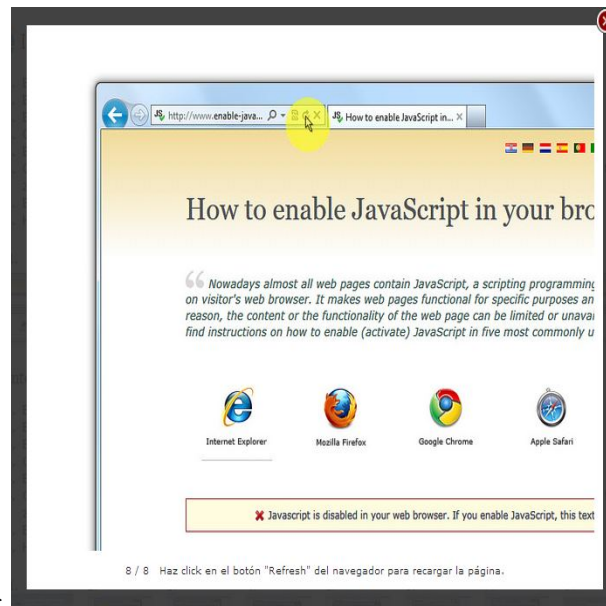 http://www.enable-java...
How to enable JavaScript in...
How to enable JavaScript in your bro
Nowadays almost all web pages contain JavaScript, a scripting programming
on visitor's web browser. It makes web pages functional for specific purposes an
reason, the content or the functionality of the web page can be limited or unavai
find instructions on how to enable (activate) JavaScript in five most commonly u
Internet Explorer
Mozilla Firefox
Google Chrome
Apple Safari
Javascript is disabled in your web browser. If you enable JavaScript, this text
8 / 8 Haz click en el botón "Refresh" del navegador para recargar la página.